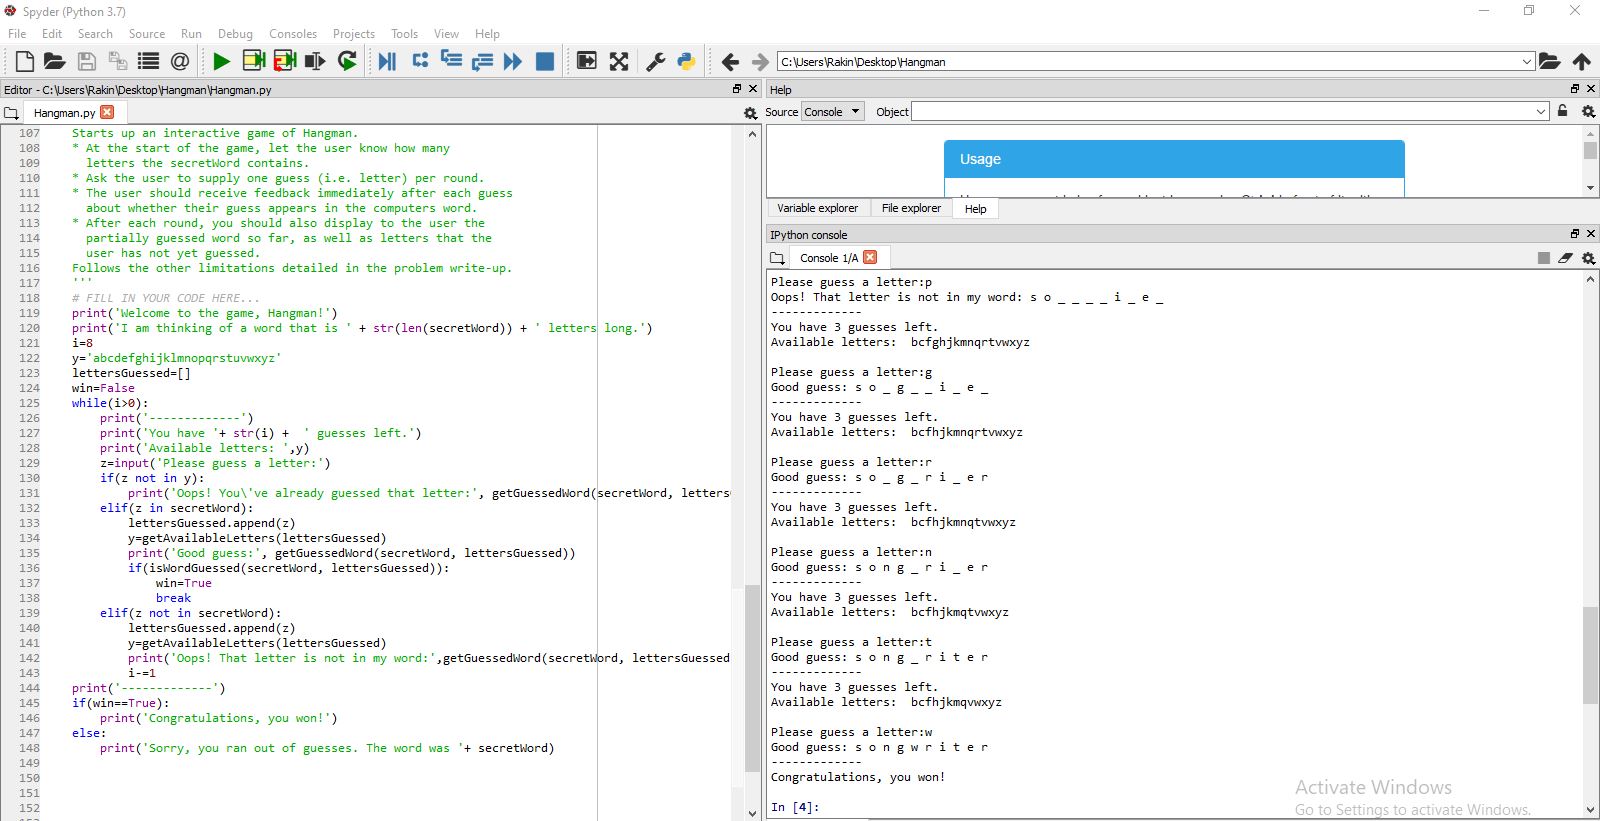 Spyder (Python 3.7)
File Edit Search Source Run Debug Consoles Projects Tools View Help
C:\Users\Rakin\Desktop\Hangman
Editor - C:\Users\Rakin\Desktop\Hangman\Hangman.py
Hangman.py
107 Starts up an interactive game of Hangman.
108 * At the start of the game, let the user know how many
109 letters the secretWord contains.
110 * Ask the user to supply one guess (i.e. letter) per round.
111 * The user should receive feedback immediately after each guess
112 about whether their guess appears in the computers word.
113 * After each round, you should also display to the user the
114 partially guessed word so far, as well as letters that the
115 user has not yet guessed.
116 Follows the other limitations detailed in the problem write-up.
117 '''
118 # FILL IN YOUR CODE HERE...
119 print('Welcome to the game, Hangman!')
120 print('I am thinking of a word that is ' + str(len(secretWord)) + ' letters long.')
121 i=8
122 y='abcdefghijklmnopqrstuvwxyz'
123 lettersGuessed=[]
124 win=False
125 while(i>0):
126 print('-------------')
127 print('You have '+ str(i) + ' guesses left.')
128 print('Available letters: ',y)
129 z=input('Please guess a letter:')
130 if(z not in y):
131 print('Oops! You\'ve already guessed that letter:', getGuessedWord(secretWord, letters
132 elif(z in secretWord):
133 lettersGuessed.append(z)
134 y=getAvailableLetters(lettersGuessed)
135 print('Good guess:', getGuessedWord(secretWord, lettersGuessed))
136 if(isWordGuessed(secretWord, lettersGuessed)):
137 win=True
138 break
139 elif(z not in secretWord):
140 lettersGuessed.append(z)
141 y=getAvailableLetters(lettersGuessed)
142 print('Oops! That letter is not in my word:',getGuessedWord(secretWord, lettersGuessed
143 i-=1
144 print('-------------')
145 if(win==True):
146 print('Congratulations, you won!')
147 else:
148 print('Sorry, you ran out of guesses. The word was '+ secretWord)
149
150
151
152
Help
Source Console Object
Usage
Variable explorer File explorer Help
IPython console
Console 1/A
Please guess a letter:p
Oops! That letter is not in my word: s o _ _ _ _ i _ e _
-------------
You have 3 guesses left.
Available letters:  bcfghjkmnqrtvwxyz
Please guess a letter:g
Good guess: s o _ g _ _ i _ e _
-------------
You have 3 guesses left.
Available letters:  bcfhjkmnqrtvwxyz
Please guess a letter:r
Good guess: s o _ g _ r i _ e r
-------------
You have 3 guesses left.
Available letters:  bcfhjkmnqtvwxyz
Please guess a letter:n
Good guess: s o n g _ r i _ e r
-------------
You have 3 guesses left.
Available letters:  bcfhjkmqtvwxyz
Please guess a letter:t
Good guess: s o n g _ r i t e r
-------------
You have 3 guesses left.
Available letters:  bcfhjkmqvwxyz
Please guess a letter:w
Good guess: s o n g w r i t e r
-------------
Congratulations, you won!
In [4]:
Activate Windows
Go to Settings to activate Windows.